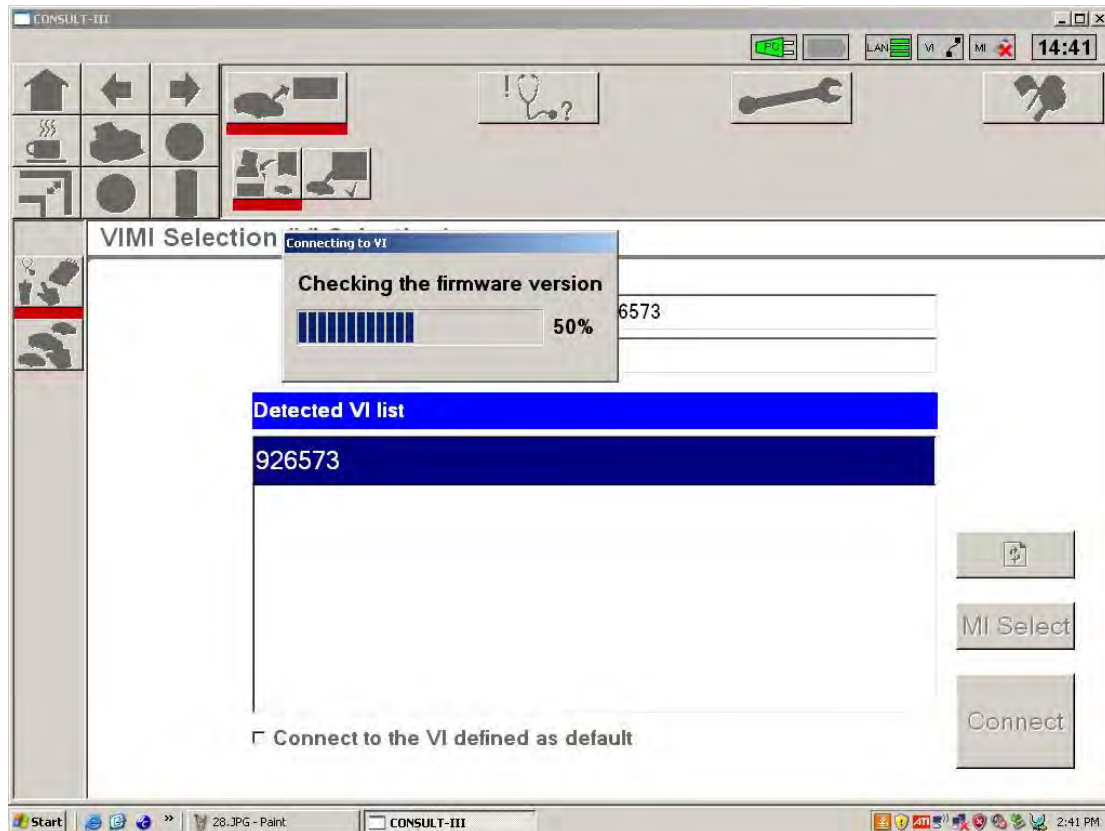 CONSULT-III
PC LAN VI MI 14:41
! ?
VIMI Selection
Connecting to VI
Checking the firmware version
50%
6573
Detected VI list
926573
MI Select
Connect
Connect to the VI defined as default
Start » 28.JPG - Paint CONSULT-III ATI 2:41 PM